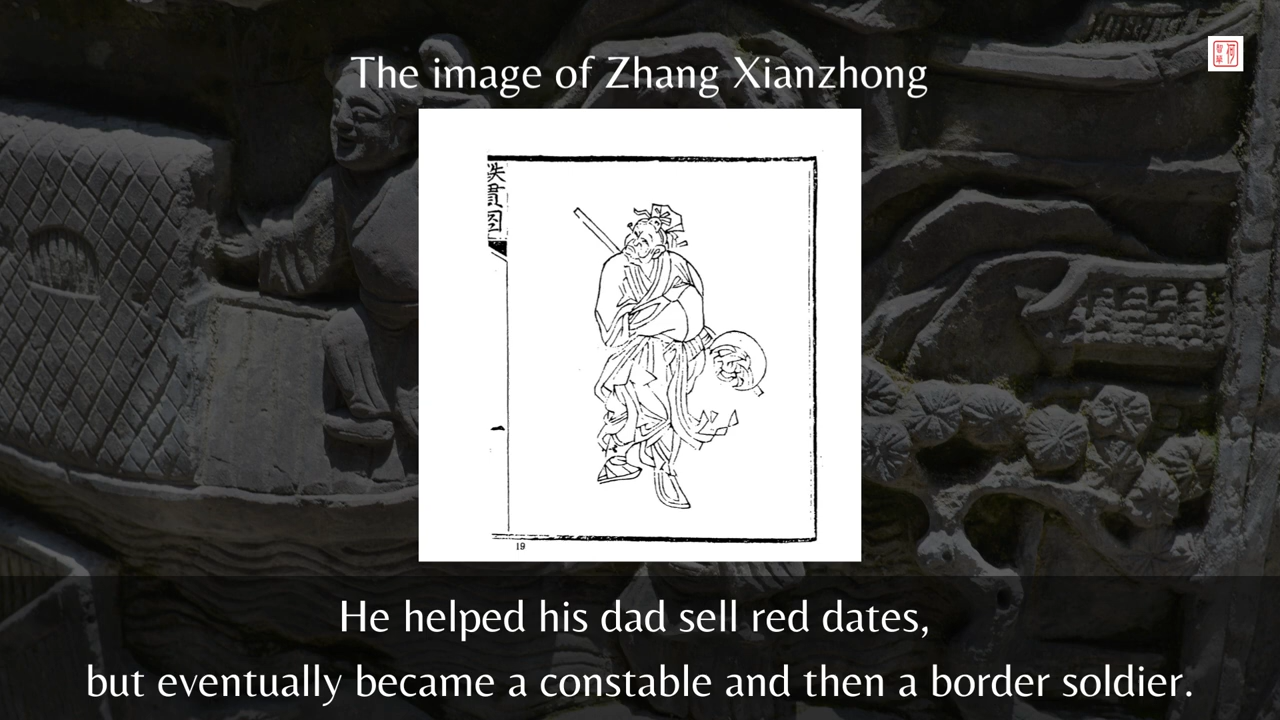 The image of Zhang Xianzhong
19
He helped his dad sell red dates,
but eventually became a constable and then a border soldier.